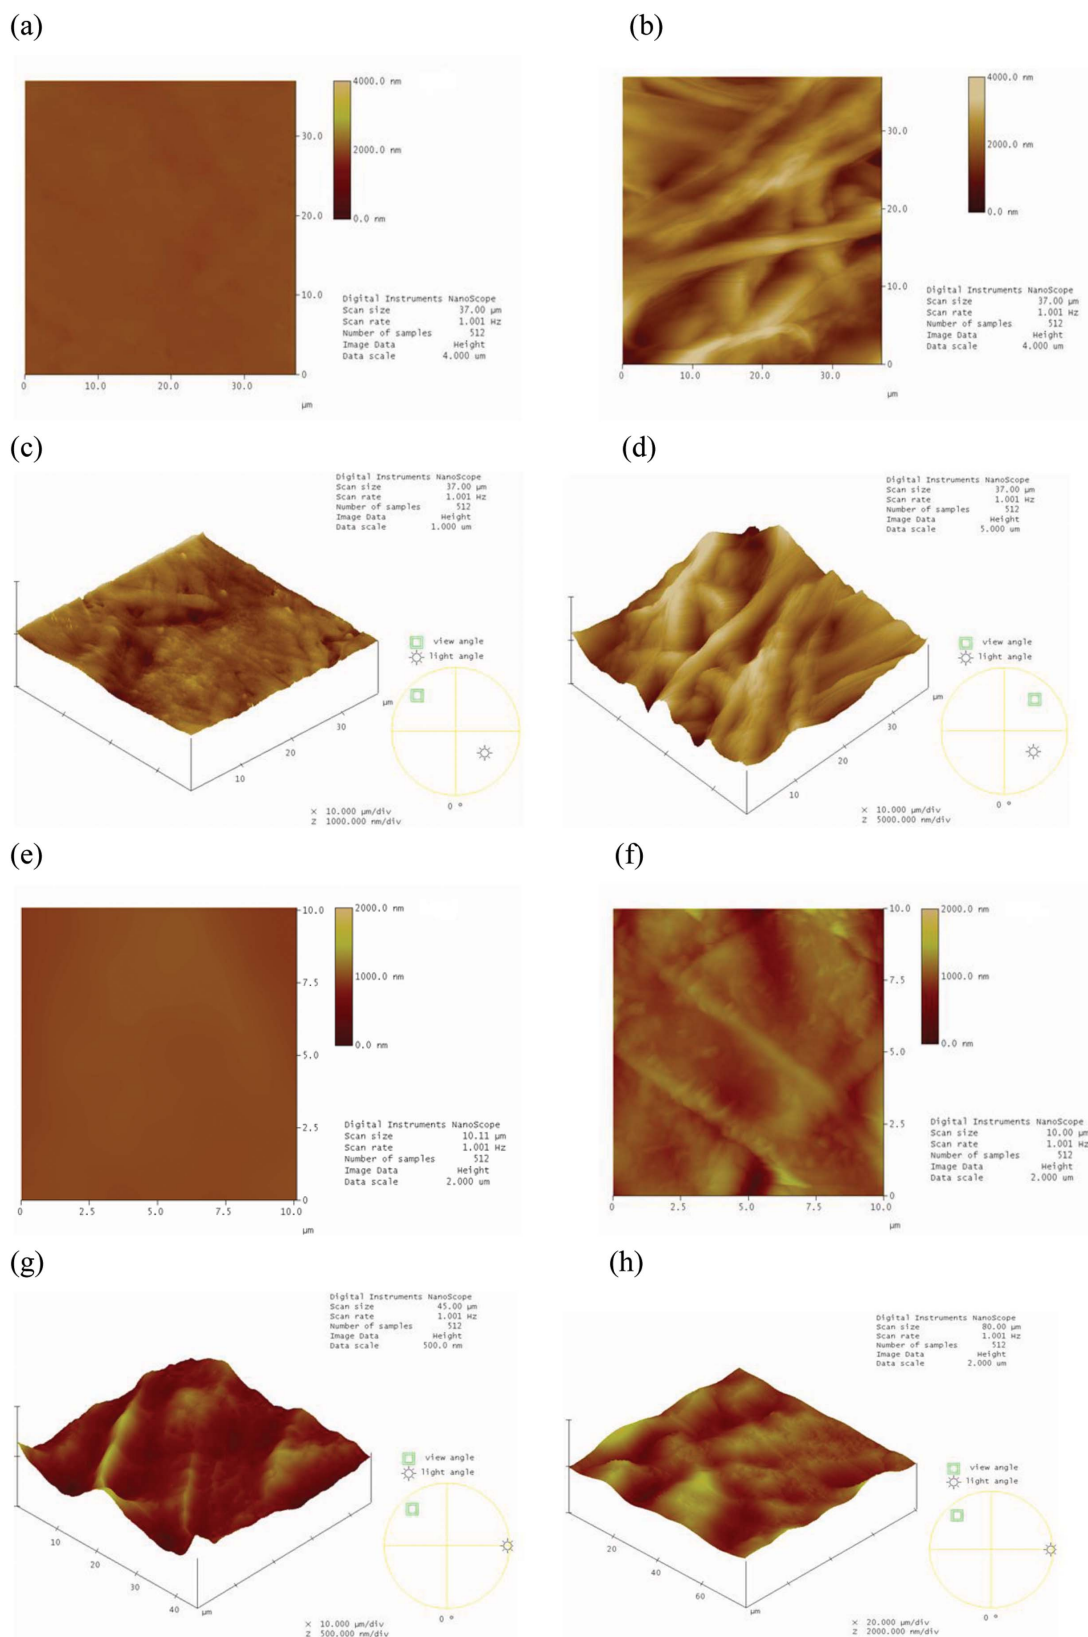 (a)
4000.0 nm
2000.0 nm
0.0 nm
30.0
20.0
10.0
0
Digital Instruments NanoScope
Scan size 37.00 µm
Scan rate 1.001 Hz
Number of samples 512
Image Data Height
Data scale 4.000 um
0 10.0 20.0 30.0
µm
(b)
4000.0 nm
2000.0 nm
0.0 nm
30.0
20.0
10.0
0
Digital Instruments NanoScope
Scan size 37.00 µm
Scan rate 1.001 Hz
Number of samples 512
Image Data Height
Data scale 4.000 um
0 10.0 20.0 30.0
µm
(c)
Digital Instruments NanoScope
Scan size 37.00 µm
Scan rate 1.001 Hz
Number of samples 512
Image Data Height
Data scale 1.000 um
view angle
light angle
µm
30
20
10
0 °
X 10.000 µm/div
Z 1000.000 nm/div
(d)
Digital Instruments NanoScope
Scan size 37.00 µm
Scan rate 1.001 Hz
Number of samples 512
Image Data Height
Data scale 5.000 um
view angle
light angle
µm
30
20
10
0 °
X 10.000 µm/div
Z 5000.000 nm/div
(e)
2000.0 nm
1000.0 nm
0.0 nm
10.0
7.5
5.0
2.5
0
Digital Instruments NanoScope
Scan size 10.11 µm
Scan rate 1.001 Hz
Number of samples 512
Image Data Height
Data scale 2.000 um
0 2.5 5.0 7.5 10.0
µm
(f)
2000.0 nm
1000.0 nm
0.0 nm
10.0
7.5
5.0
2.5
0
Digital Instruments NanoScope
Scan size 10.00 µm
Scan rate 1.001 Hz
Number of samples 512
Image Data Height
Data scale 2.000 um
0 2.5 5.0 7.5 10.0
µm
(g)
Digital Instruments NanoScope
Scan size 45.00 µm
Scan rate 1.001 Hz
Number of samples 512
Image Data Height
Data scale 500.0 nm
view angle
light angle
10
20
30
40
µm
0 °
X 10.000 µm/div
Z 500.000 nm/div
(h)
Digital Instruments NanoScope
Scan size 80.00 µm
Scan rate 1.001 Hz
Number of samples 512
Image Data Height
Data scale 2.000 um
view angle
light angle
20
40
60
µm
0 °
X 20.000 µm/div
Z 2000.000 nm/div